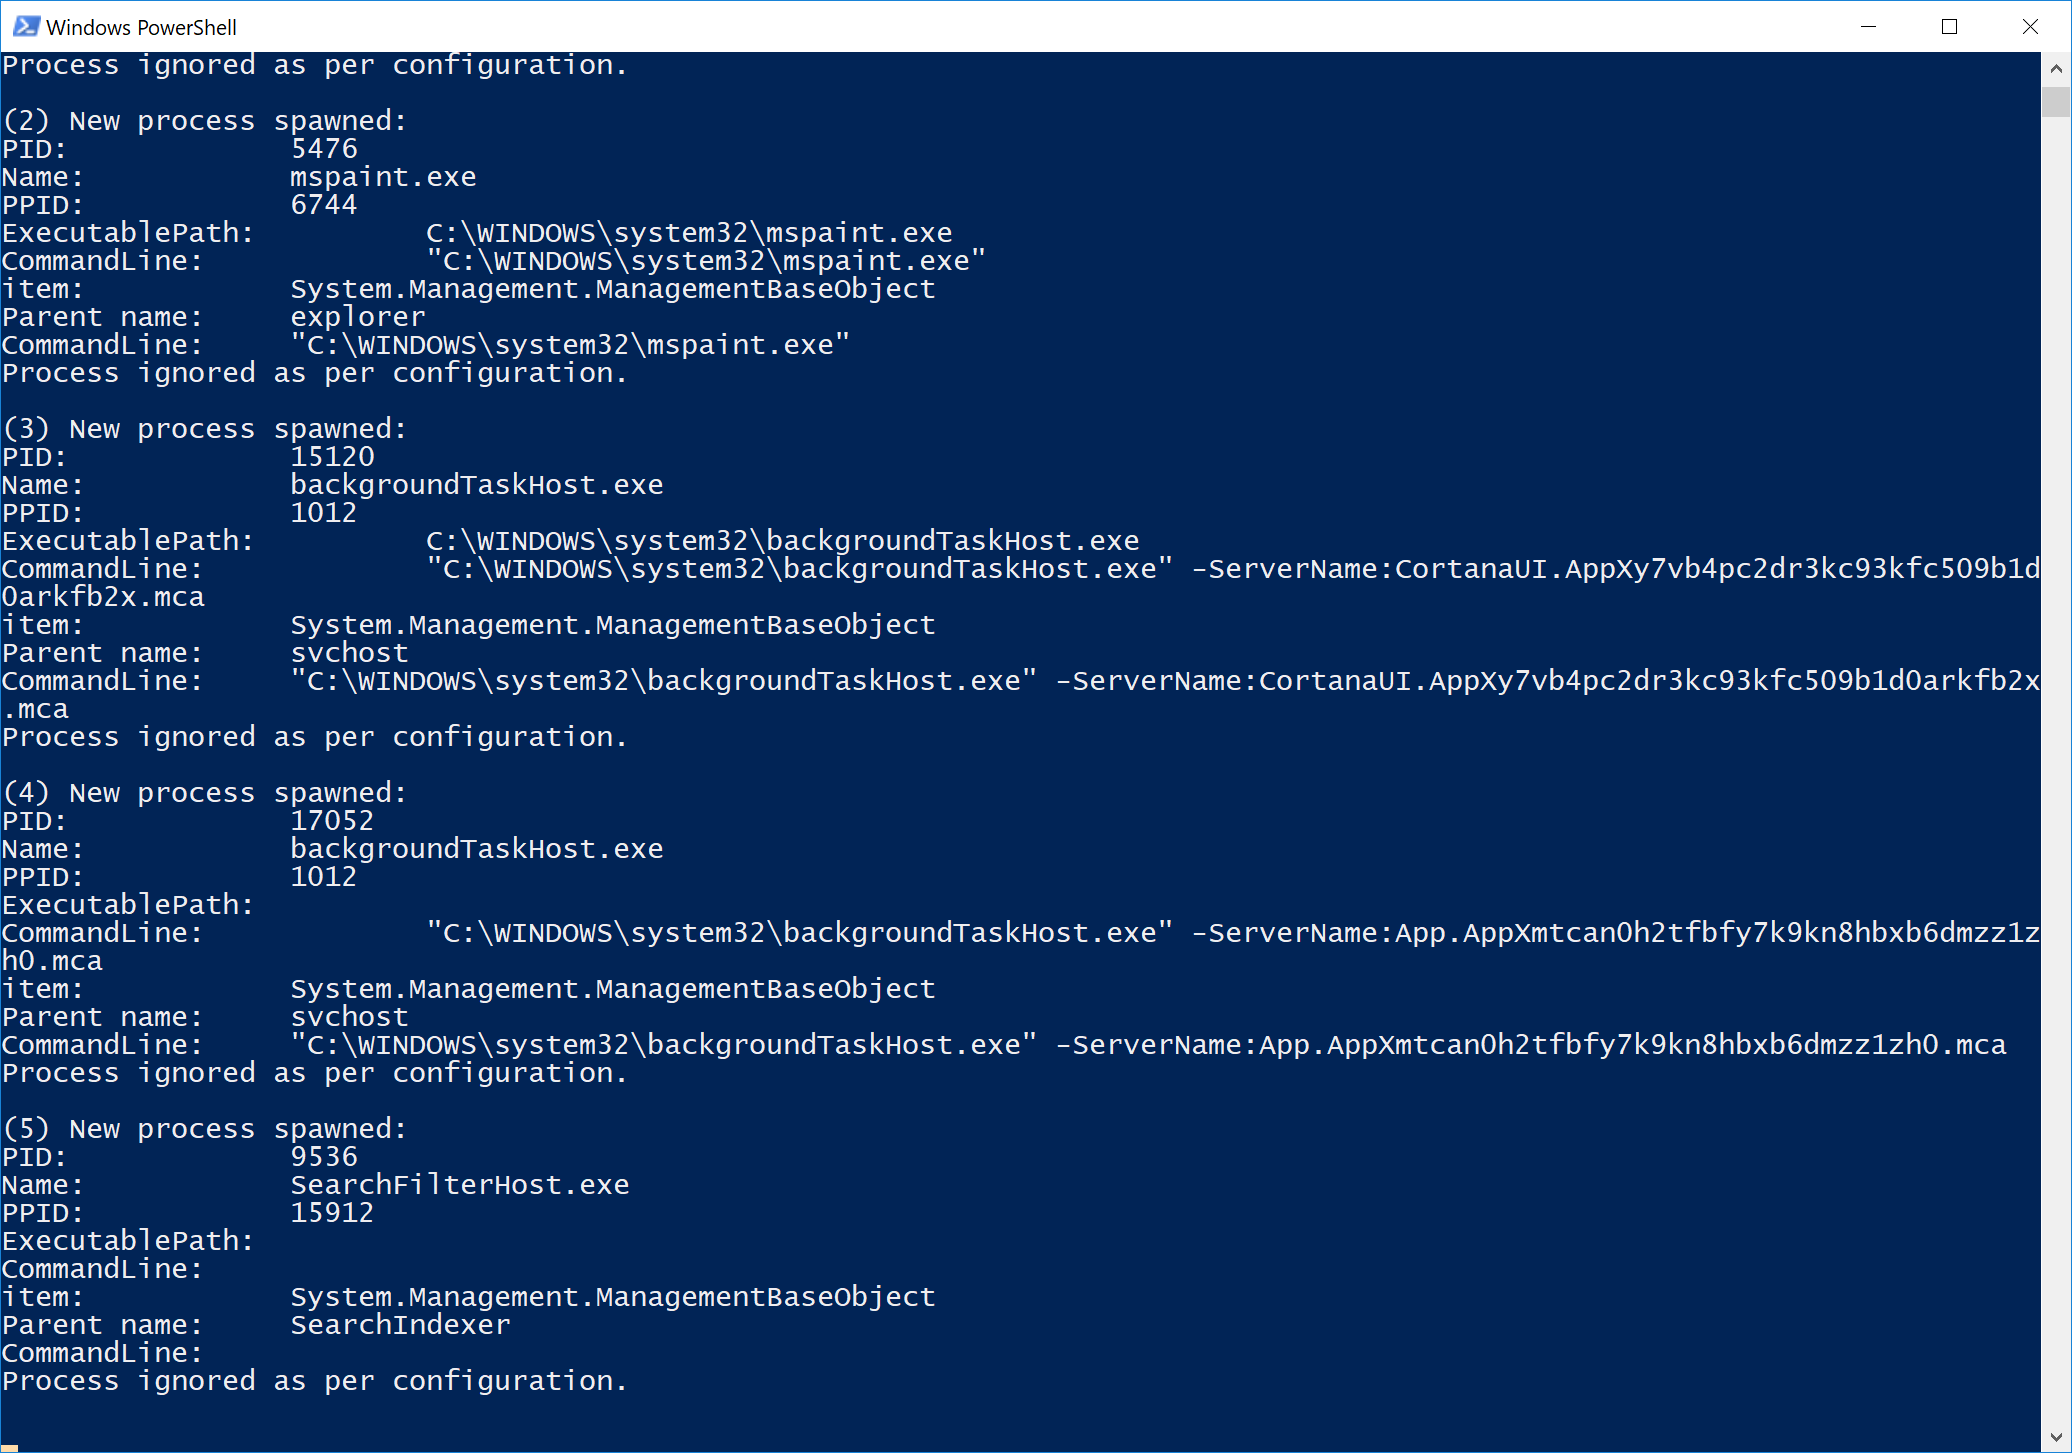 Windows PowerShell
Process ignored as per configuration.
(2) New process spawned:
PID: 5476
Name: mspaint.exe
PPID: 6744
ExecutablePath: C:\WINDOWS\system32\mspaint.exe
CommandLine: "C:\WINDOWS\system32\mspaint.exe"
item: System.Management.ManagementBaseObject
Parent name: explorer
CommandLine: "C:\WINDOWS\system32\mspaint.exe"
Process ignored as per configuration.
(3) New process spawned:
PID: 15120
Name: backgroundTaskHost.exe
PPID: 1012
ExecutablePath: C:\WINDOWS\system32\backgroundTaskHost.exe
CommandLine: "C:\WINDOWS\system32\backgroundTaskHost.exe" -ServerName:CortanaUI.AppXy7vb4pc2dr3kc93kfc509b1d
0arkfb2x.mca
item: System.Management.ManagementBaseObject
Parent name: svchost
CommandLine: "C:\WINDOWS\system32\backgroundTaskHost.exe" -ServerName:CortanaUI.AppXy7vb4pc2dr3kc93kfc509b1d0arkfb2x
.mca
Process ignored as per configuration.
(4) New process spawned:
PID: 17052
Name: backgroundTaskHost.exe
PPID: 1012
ExecutablePath:
CommandLine: "C:\WINDOWS\system32\backgroundTaskHost.exe" -ServerName:App.AppXmtcan0h2tfbfy7k9kn8hbxb6dmzz1z
h0.mca
item: System.Management.ManagementBaseObject
Parent name: svchost
CommandLine: "C:\WINDOWS\system32\backgroundTaskHost.exe" -ServerName:App.AppXmtcan0h2tfbfy7k9kn8hbxb6dmzz1zh0.mca
Process ignored as per configuration.
(5) New process spawned:
PID: 9536
Name: SearchFilterHost.exe
PPID: 15912
ExecutablePath:
CommandLine:
item: System.Management.ManagementBaseObject
Parent name: SearchIndexer
CommandLine:
Process ignored as per configuration.